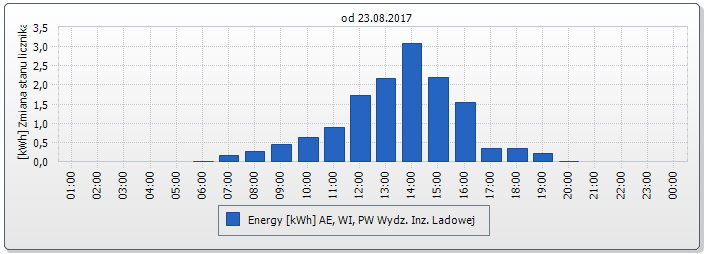 od 23.08.2017
[kWh] Zmiana stanu licznika
3,5
3,0
2,5
2,0
1,5
1,0
0,5
0,0
01:00 02:00 03:00 04:00 05:00 06:00 07:00 08:00 09:00 10:00 11:00 12:00 13:00 14:00 15:00 16:00 17:00 18:00 19:00 20:00 21:00 22:00 23:00 00:00
Energy [kWh] AE, WI, PW Wydz. Inz. Ladowej